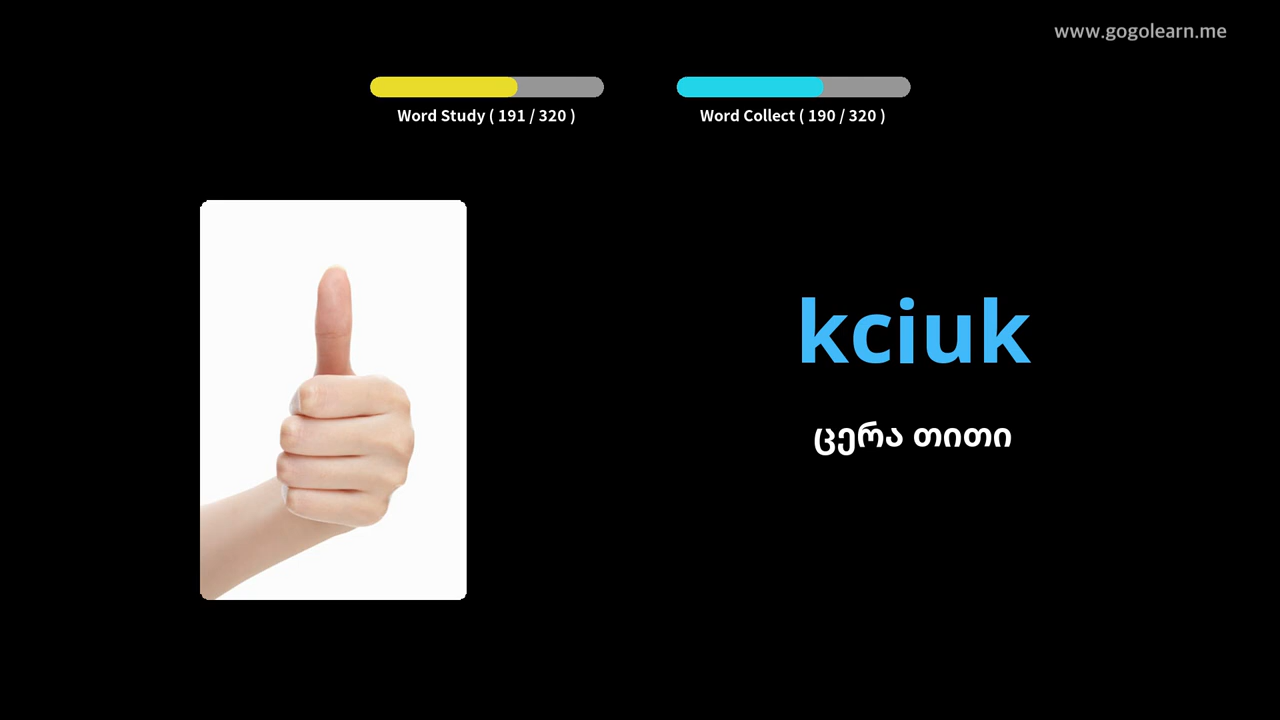 www.gogolearn.me
Word Study ( 191 / 320 )
Word Collect ( 190 / 320 )
kciuk
ცერა თითი